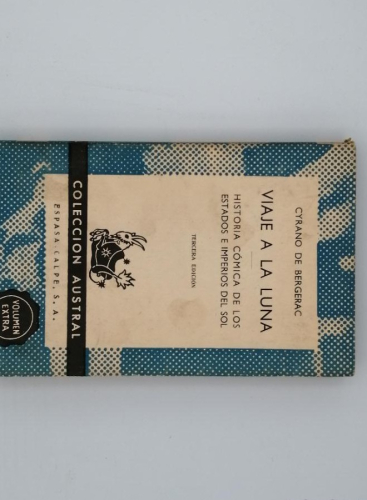 CYRANO DE BERGERAC
VIAJE A LA LUNA
HISTORIA CÓMICA DE LOS
ESTADOS E IMPERIOS DEL SOL
TERCERA EDICIÓN
COLECCION AUSTRAL
ESPASA-CALPE, S. A.
VOLUMEN
EXTRA